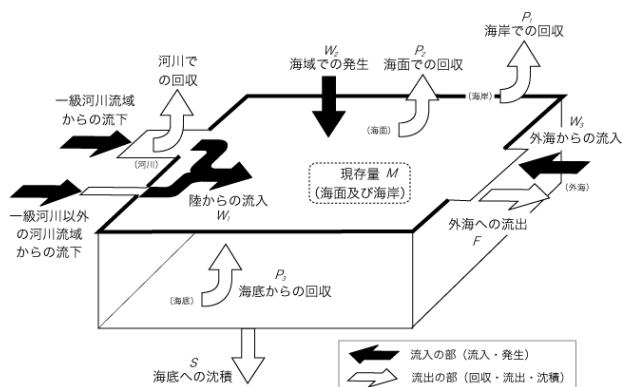 P₁
海岸での回収
W₂
海域での発生
P₂
海面での回収
河川で
の回収
一級河川流域
からの流下
(河川)
(海面)
(海岸)
W₃
外海からの流入
(外海)
現存量 M
(海面及び海岸)
陸からの流入
W₁
一級河川以外
の河川流域
からの流下
外海への流出
F
P₃
海底からの回収
(海底)
S
海底への沈積
流入の部（流入・発生）
流出の部（回収・流出・沈積）